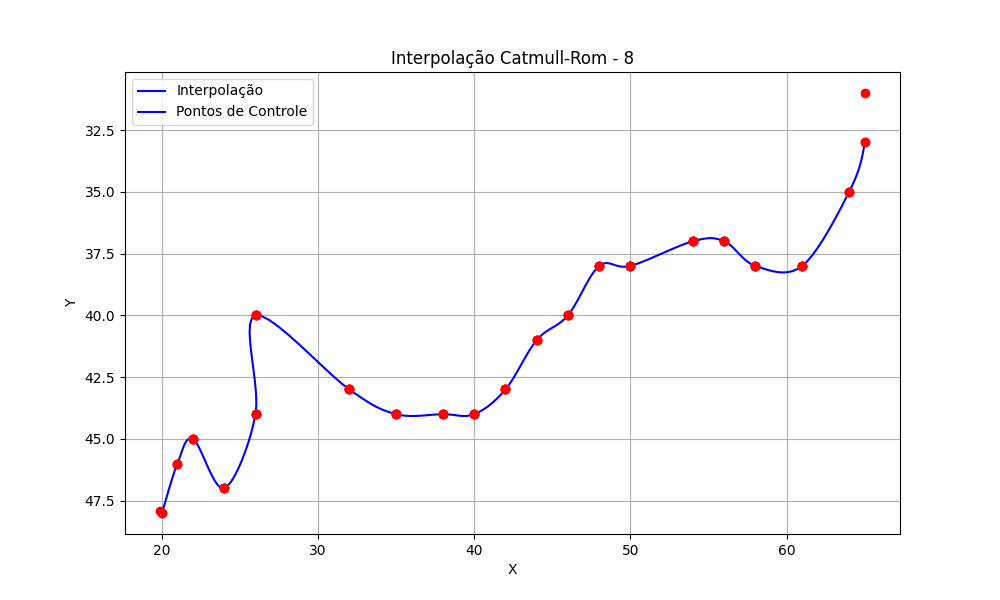 Interpolação Catmull-Rom - 8
Interpolação
Pontos de Controle
32.5
35.0
37.5
40.0
42.5
45.0
47.5
Y
20 30 40 50 60
X